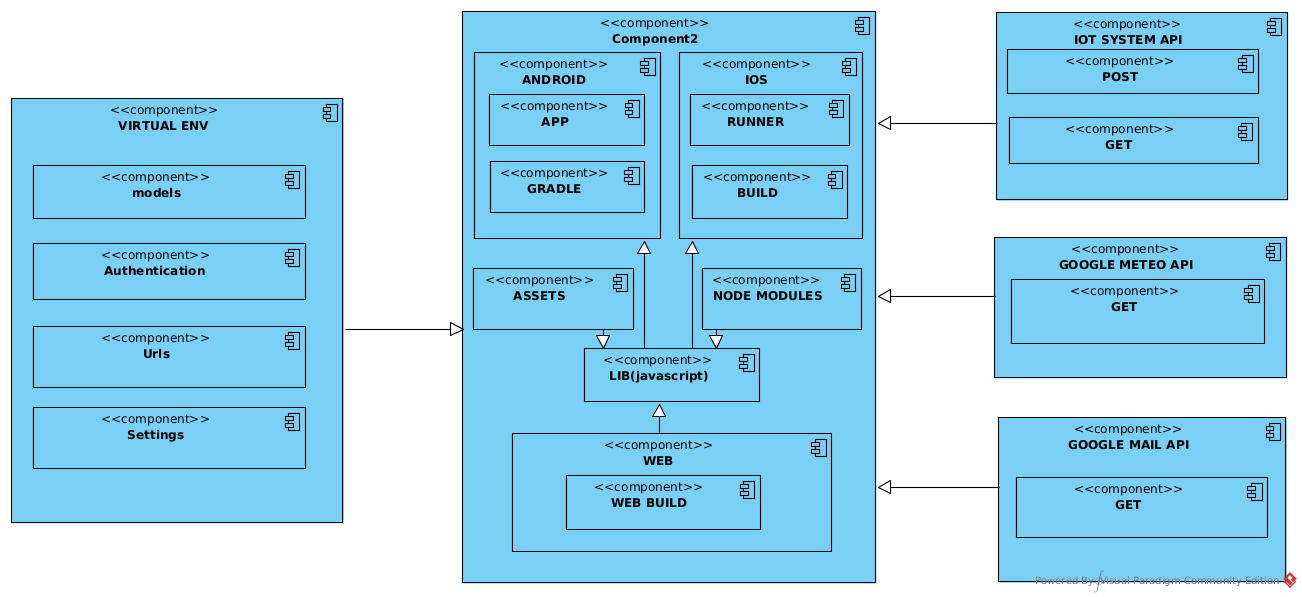 <<component>>
VIRTUAL ENV
<<component>>
models
<<component>>
Authentication
<<component>>
Urls
<<component>>
Settings
<<component>>
Component2
<<component>>
ANDROID
<<component>>
APP
<<component>>
GRADLE
<<component>>
IOS
<<component>>
RUNNER
<<component>>
BUILD
<<component>>
ASSETS
<<component>>
NODE MODULES
<<component>>
LIB(javascript)
<<component>>
WEB
<<component>>
WEB BUILD
<<component>>
IOT SYSTEM API
<<component>>
POST
<<component>>
GET
<<component>>
GOOGLE METEO API
<<component>>
GET
<<component>>
GOOGLE MAIL API
<<component>>
GET
Powered By Visual Paradigm Community Edition